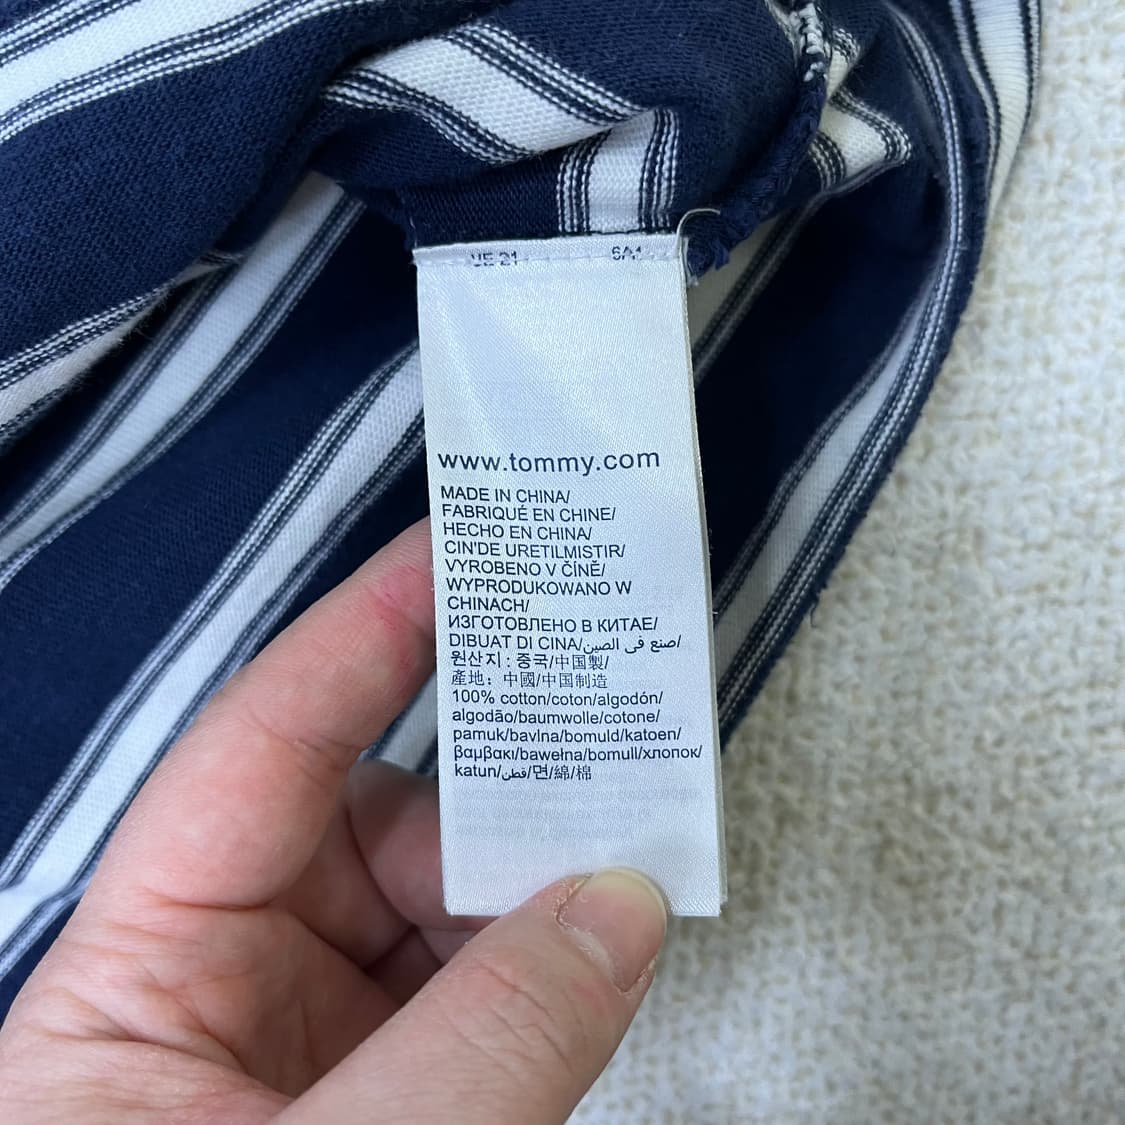 www.tommy.com
MADE IN CHINA/
FABRIQUÉ EN CHINE/
HECHO EN CHINA/
CIN'DE URETILMISTIR/
VYROBENO V ČÍNĚ/
WYPRODUKOWANO W
CHINACH/
ИЗГОТОВЛЕНО В КИТАЕ/
DIBUAT DI CINA/صنع في الصين/
원산지 : 중국/中国製/
產地：中國/中国制造
100% cotton/coton/algodón/
algodão/baumwolle/cotone/
pamuk/bavlna/bomuld/katoen/
βαμβακι/bawełna/bomull/хлопок/
katun/قطن/면/綿/棉